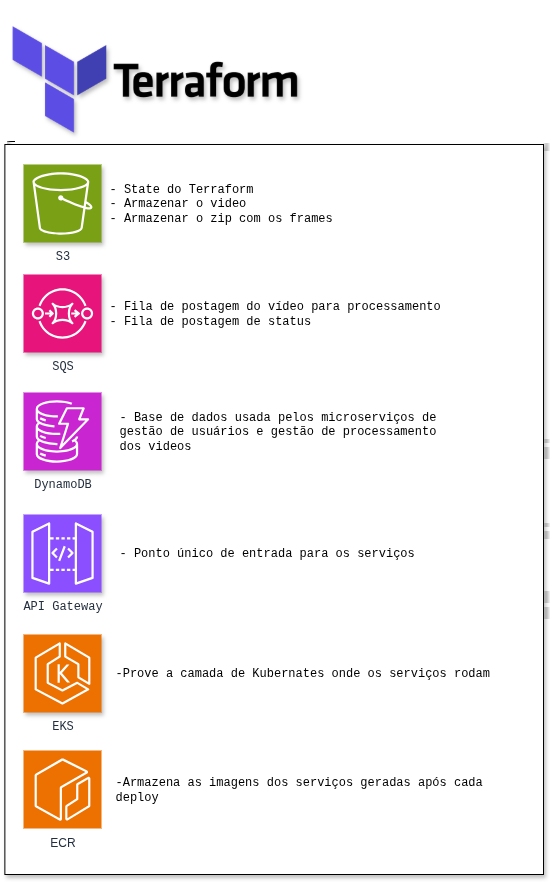 Terraform
- State do Terraform
- Armazenar o video
- Armazenar o zip com os frames
S3
- Fila de postagem do vídeo para processamento
- Fila de postagem de status
SQS
- Base de dados usada pelos microserviços de
gestão de usuários e gestão de processamento
dos videos
DynamoDB
- Ponto único de entrada para os serviços
API Gateway
-Prove a camada de Kubernates onde os serviços rodam
EKS
-Armazena as imagens dos serviços geradas após cada
deploy
ECR